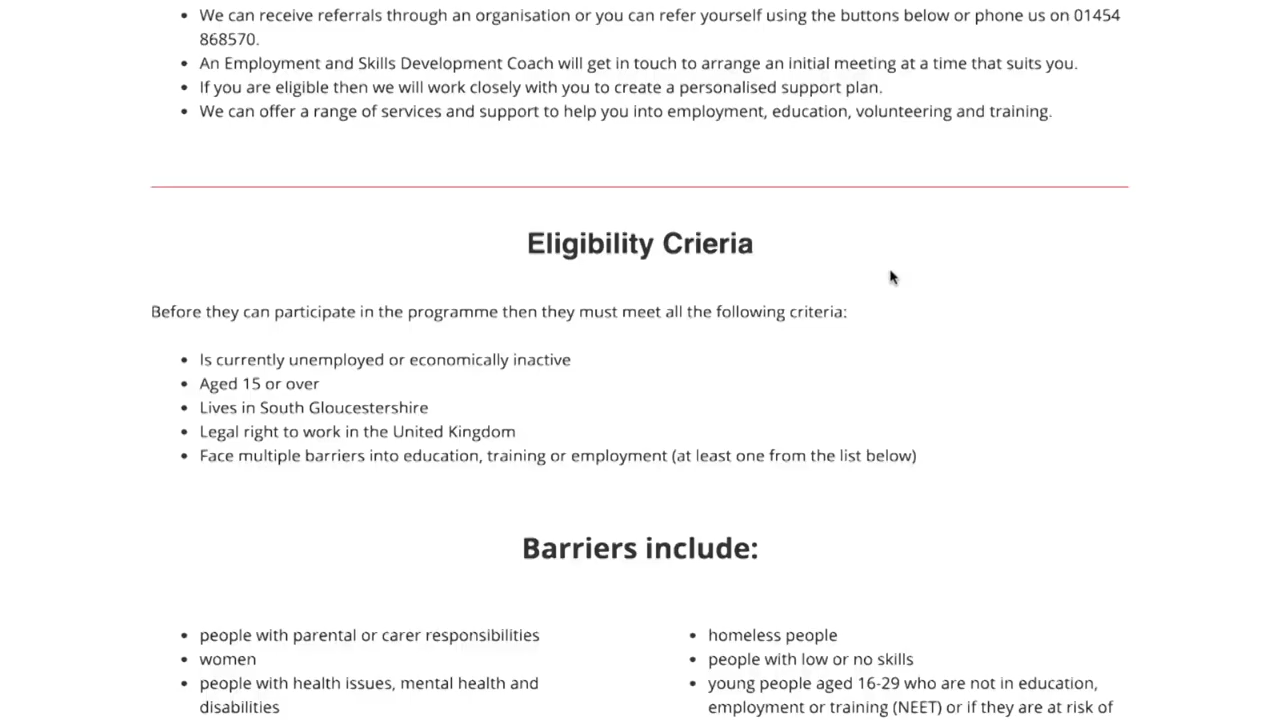 We can receive referrals through an organisation or you can refer yourself using the buttons below or phone us on 01454
868570.
An Employment and Skills Development Coach will get in touch to arrange an initial meeting at a time that suits you.
If you are eligible then we will work closely with you to create a personalised support plan.
We can offer a range of services and support to help you into employment, education, volunteering and training.
Eligibility Crieria
Before they can participate in the programme then they must meet all the following criteria:
Is currently unemployed or economically inactive
Aged 15 or over
Lives in South Gloucestershire
Legal right to work in the United Kingdom
Face multiple barriers into education, training or employment (at least one from the list below)
Barriers include:
people with parental or carer responsibilities
women
people with health issues, mental health and
disabilities
homeless people
people with low or no skills
young people aged 16-29 who are not in education,
employment or training (NEET) or if they are at risk of